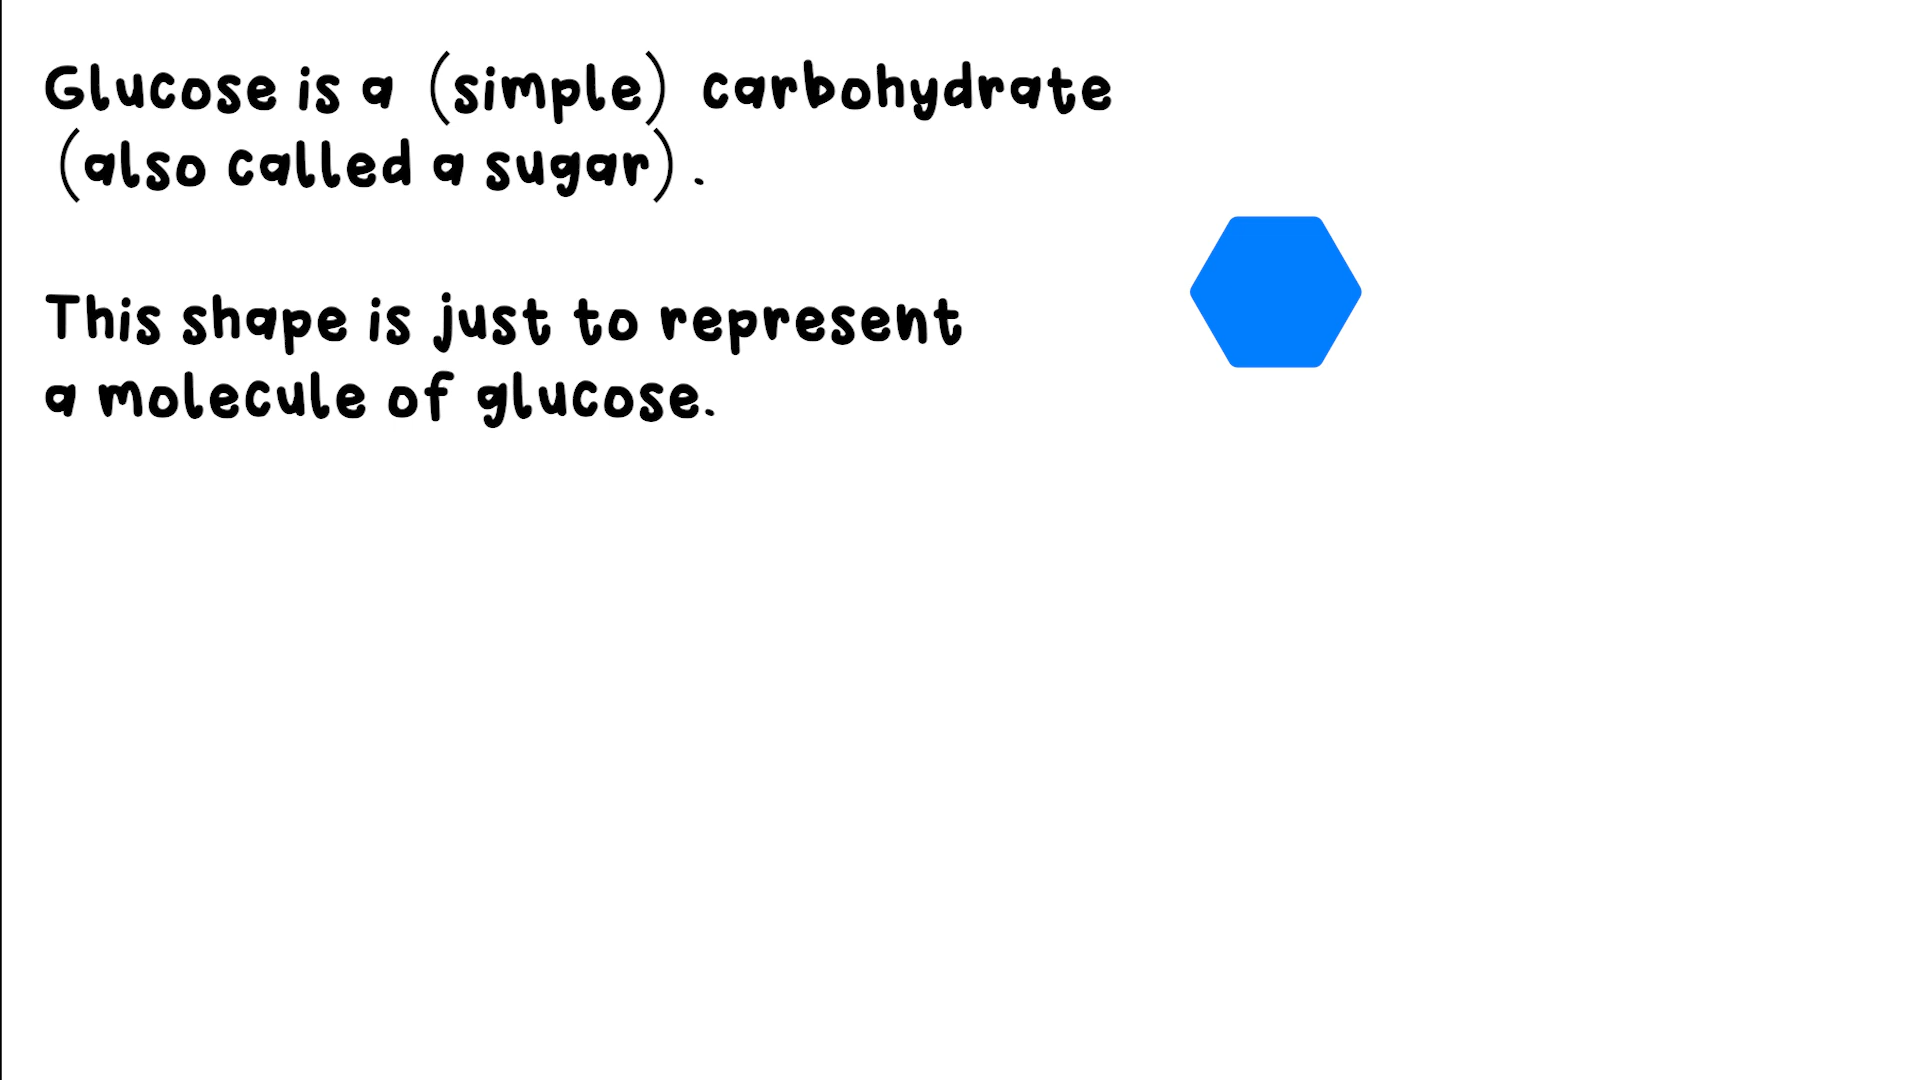 Glucose is a (simple) carbohydrate
(also called a sugar).
This shape is just to represent
a molecule of glucose.